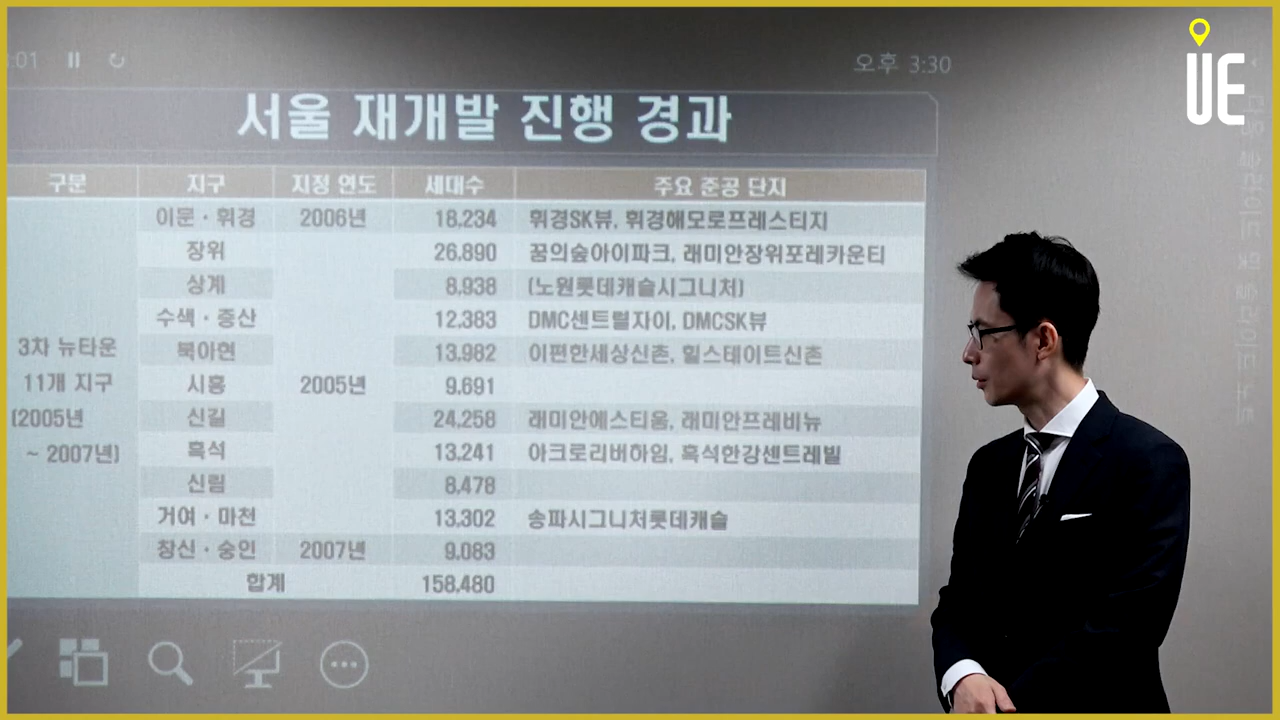 :01
오후 3:30
UE
서울 재개발 진행 경과
구분 지구 지정 연도 세대수 주요 준공 단지
이문 · 휘경 2006년 18,234 휘경SK뷰, 휘경해모로프레스티지
장위 26,890 꿈의숲아이파크, 래미안장위포레카운티
상계 8,938 (노원롯데캐슬시그니처)
수색 · 증산 12,383 DMC센트럴자이, DMCSK뷰
3차 뉴타운 북아현 13,982 이편한세상신촌, 힐스테이트신촌
11개 지구 시흥 2005년 9,691
(2005년 신길 24,258 래미안에스티움, 래미안프레비뉴
~ 2007년) 흑석 13,241 아크로리버하임, 흑석한강센트레빌
신림 8,478
거여 · 마천 13,302 송파시그니처롯데캐슬
창신 · 숭인 2007년 9,083
합계 158,480